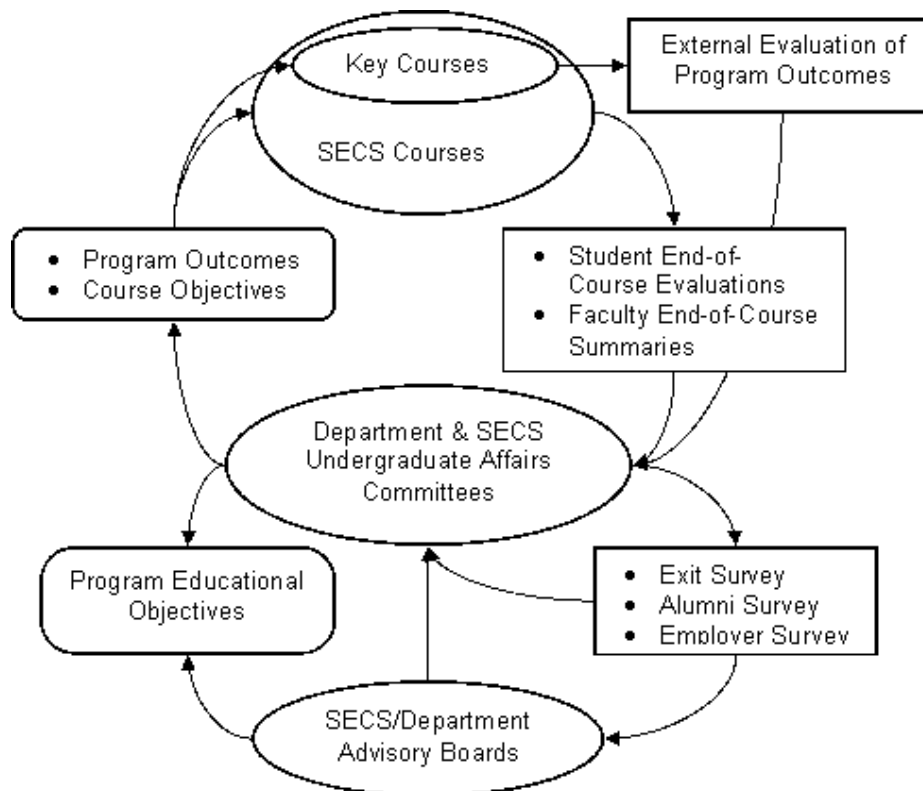 Key Courses
External Evaluation of
Program Outcomes
SECS Courses
• Program Outcomes
• Course Objectives
• Student End-of-
Course Evaluations
• Faculty End-of-Course
Summaries
Department & SECS
Undergraduate Affairs
Committees
Program Educational
Objectives
• Exit Survey
• Alumni Survey
• Employer Survey
SECS/Department
Advisory Boards